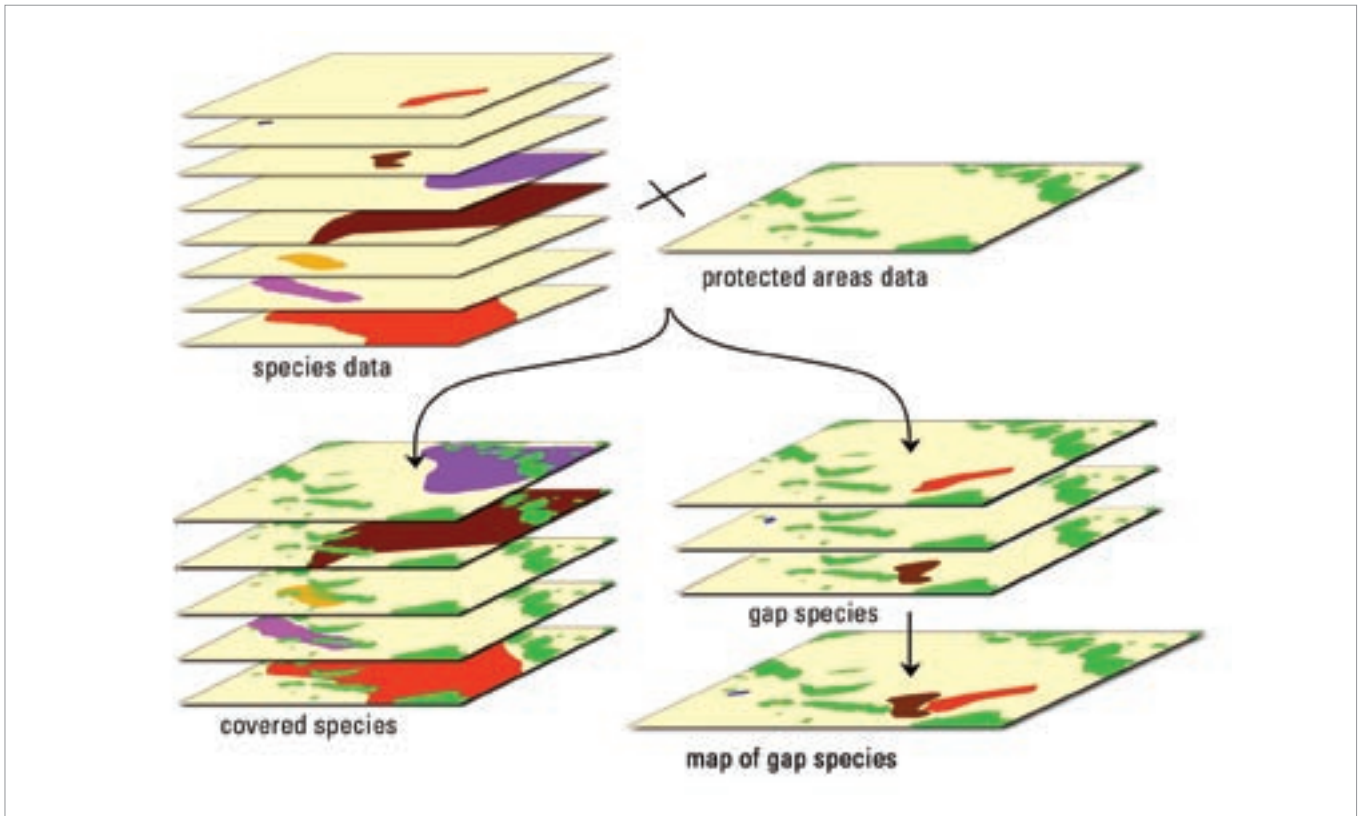 protected areas data
species data
gap species
covered species
map of gap species